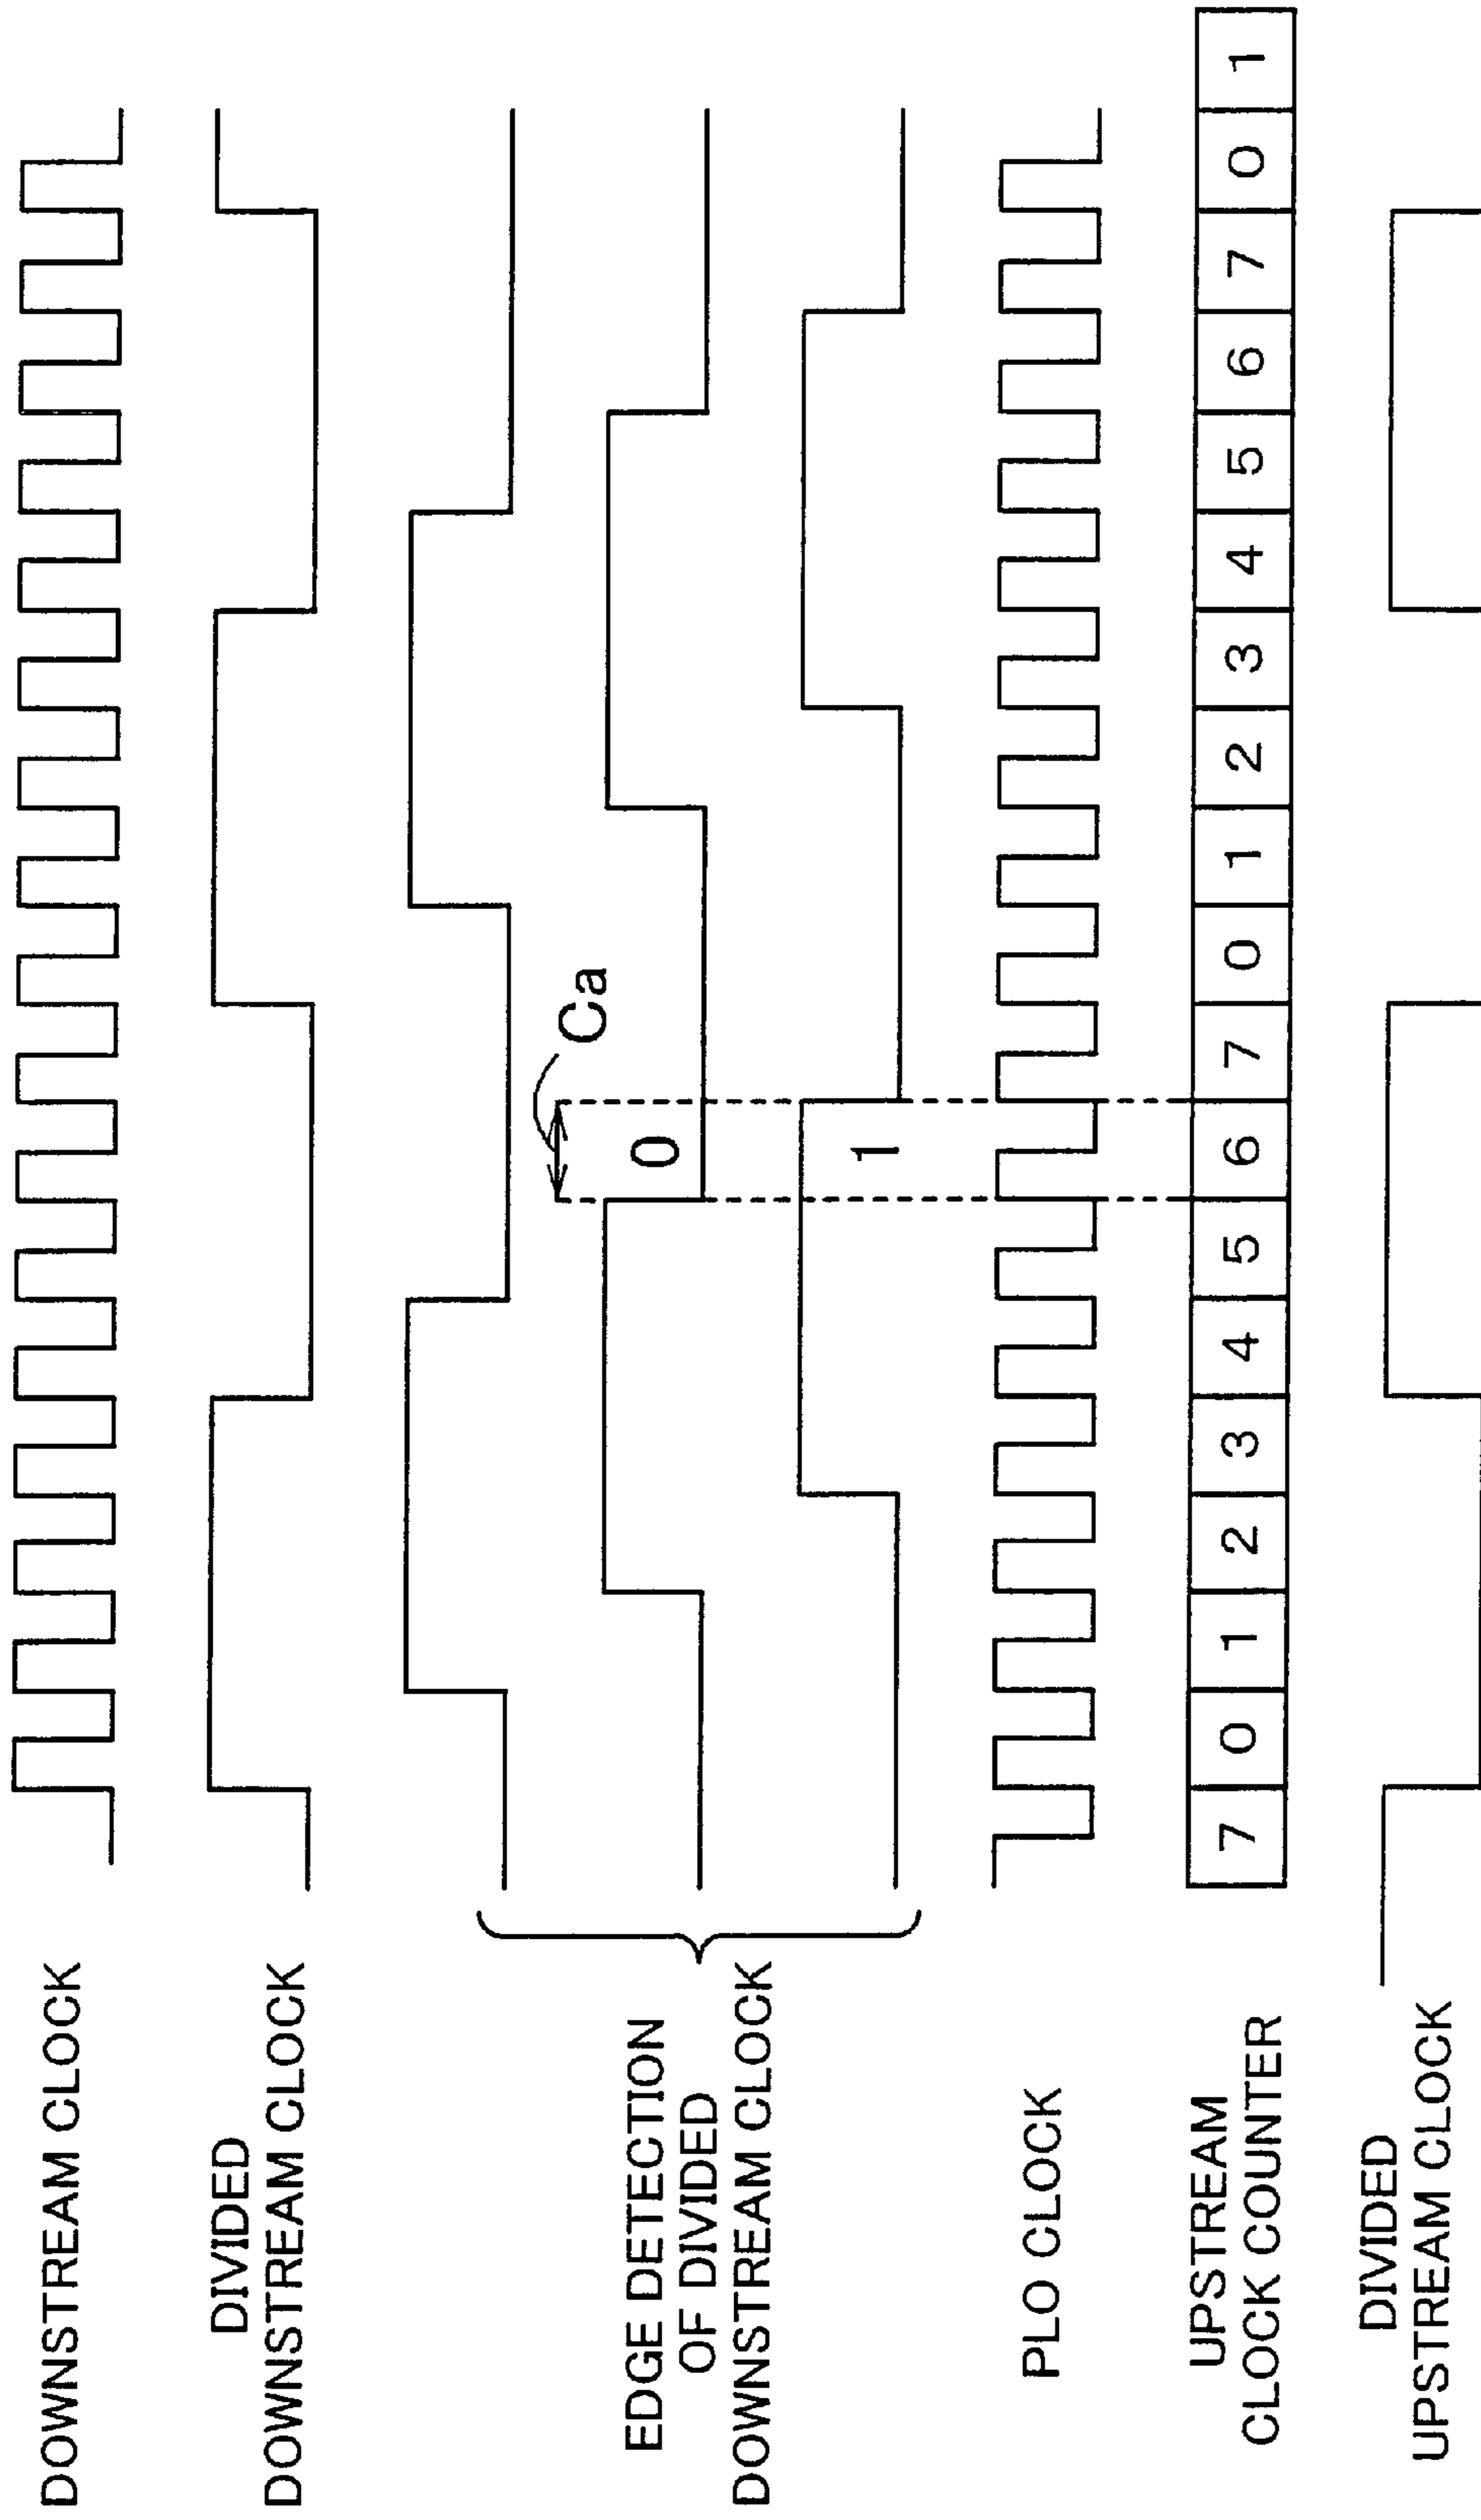 DOWNSTREAM CLOCK
DIVIDED
DOWNSTREAM CLOCK
EDGE DETECTION
OF DIVIDED
DOWNSTREAM CLOCK
Ca
0
1
PLO CLOCK
UPSTREAM
CLOCK COUNTER
7 0 1 2 3 4 5 6 7 0 1 2 3 4 5 6 7 0 1
DIVIDED
UPSTREAM CLOCK